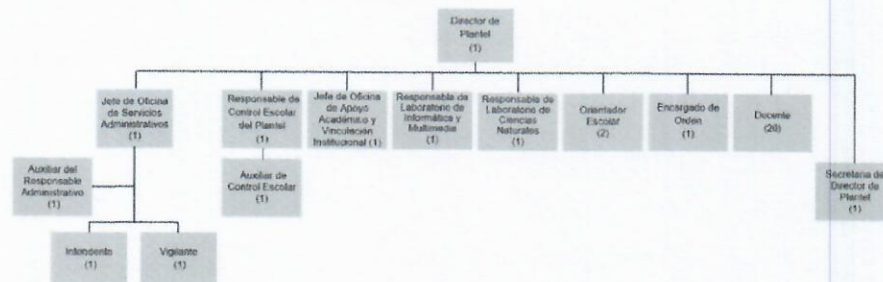 Director de
Plantel
(1)
Jefe de Oficina
de Servicios
Administrativos
(1)
Responsable de
Control Escolar
del Plantel
(1)
Jefe de Oficina
de Apoyo
Académico y
Vinculación
Institucional (1)
Responsable de
Laboratorio de
Informática y
Multimedia
(1)
Responsable de
Laboratorio de
Ciencias
Naturales
(1)
Orientador
Escolar
(2)
Encargado de
Orden
(1)
Docente
(20)
Auxiliar del
Responsable
Administrativo
(1)
Auxiliar de
Control Escolar
(1)
Secretaria de
Director de
Plantel
(1)
Intendente
(1)
Vigilante
(1)